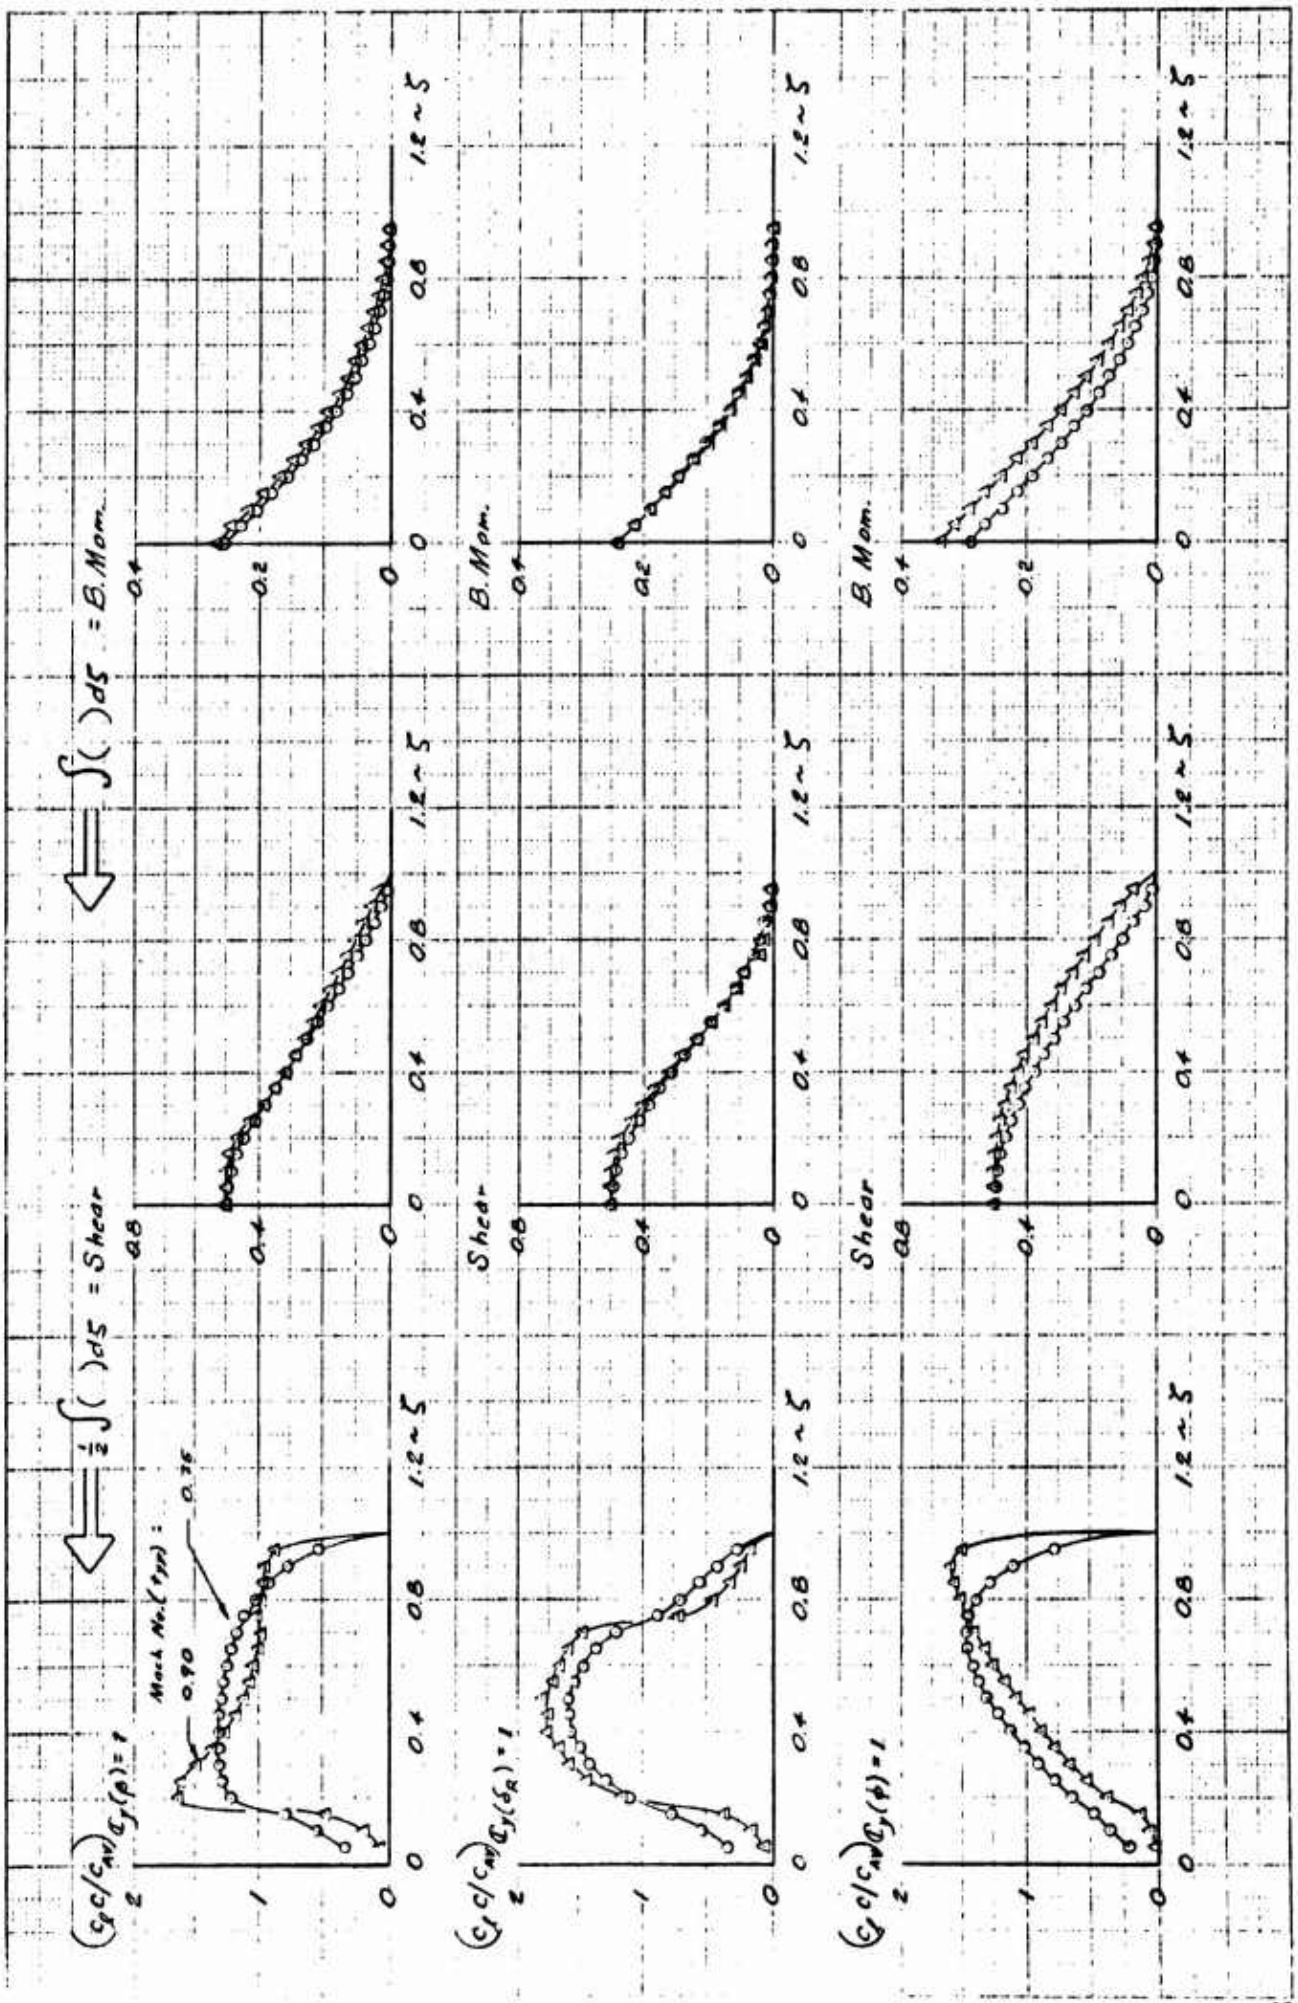 (c_ℓ c/c_AV)_{C_y(β)=1}
⟸ ½∫( )dζ = Shear
⟸ ∫( )dζ = B. Mom.
Mach No. (typ) =
0.90 0.75
2 1 0
0 0.4 0.8 1.2 ~ ζ
0.8 0.4 0
0 0.4 0.8 1.2 ~ ζ
0.4 0.2 0
0 0.4 0.8 1.2 ~ ζ
(c_ℓ c/c_AV)_{C_y(δ_R)=1}
Shear
B. Mom.
2 1 0
0 0.4 0.8 1.2 ~ ζ
0.8 0.4 0
0 0.4 0.8 1.2 ~ ζ
0.4 0.2 0
0 0.4 0.8 1.2 ~ ζ
(c_ℓ c/c_AV)_{C_y(φ̇)=1}
Shear
B. Mom.
2 1 0
0 0.4 0.8 1.2 ~ ζ
0.8 0.4 0
0 0.4 0.8 1.2 ~ ζ
0.4 0.2 0
0 0.4 0.8 1.2 ~ ζ